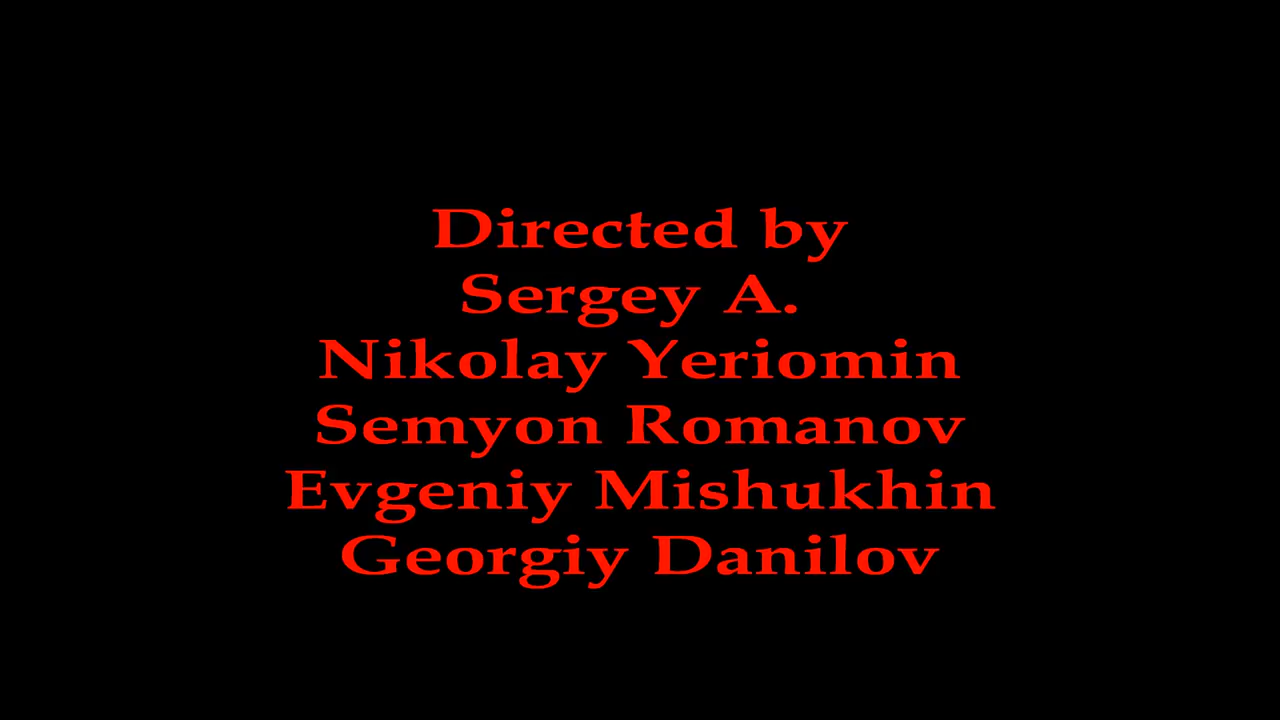 Directed by
Sergey A.
Nikolay Yeriomin
Semyon Romanov
Evgeniy Mishukhin
Georgiy Danilov